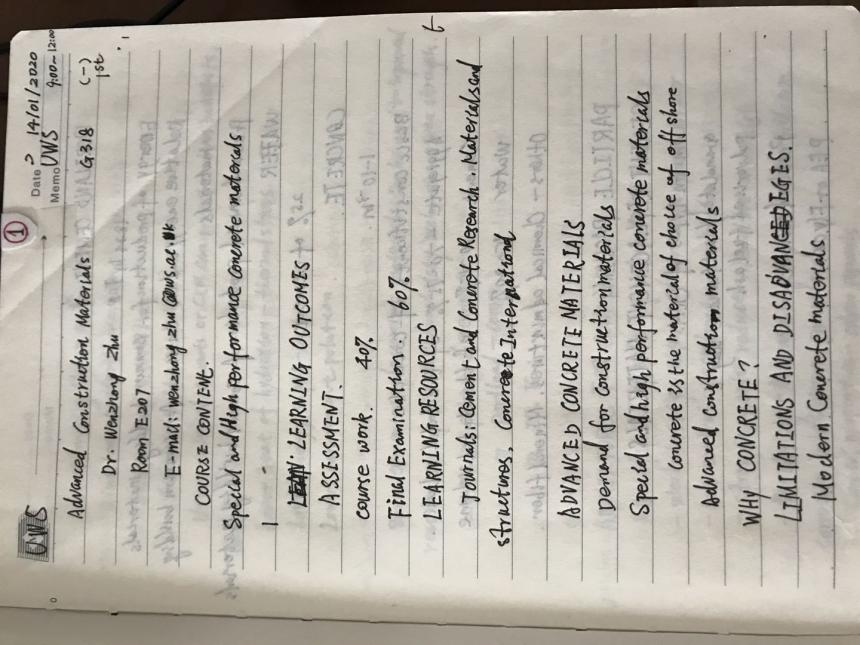 ①
UWS
Date > 14/01/2020
Memo UWS 9:00-12:00
Advanced Construction Materials G318 (一) 1st
Dr. Wenzhong Zhu
Room E207
E-mail: wenzhong.zhu@uws.ac.uk
COURSE CONTENT.
Special and High performance concrete materials
LEARNING OUTCOMES
ASSESSMENT.
course work. 40%
Final Examination. 60%
LEARNING RESOURCES
Journals: Cement and Concrete Research. Materials and
structures, Concrete International
ADVANCED CONCRETE MATERIALS
Demand for construction materials
Special and high performance concrete materials
Concrete is the material of choice of off shore
Advanced construction materials
WHY CONCRETE?
LIMITATIONS AND DISADVANEGES.
Modern Concrete materials